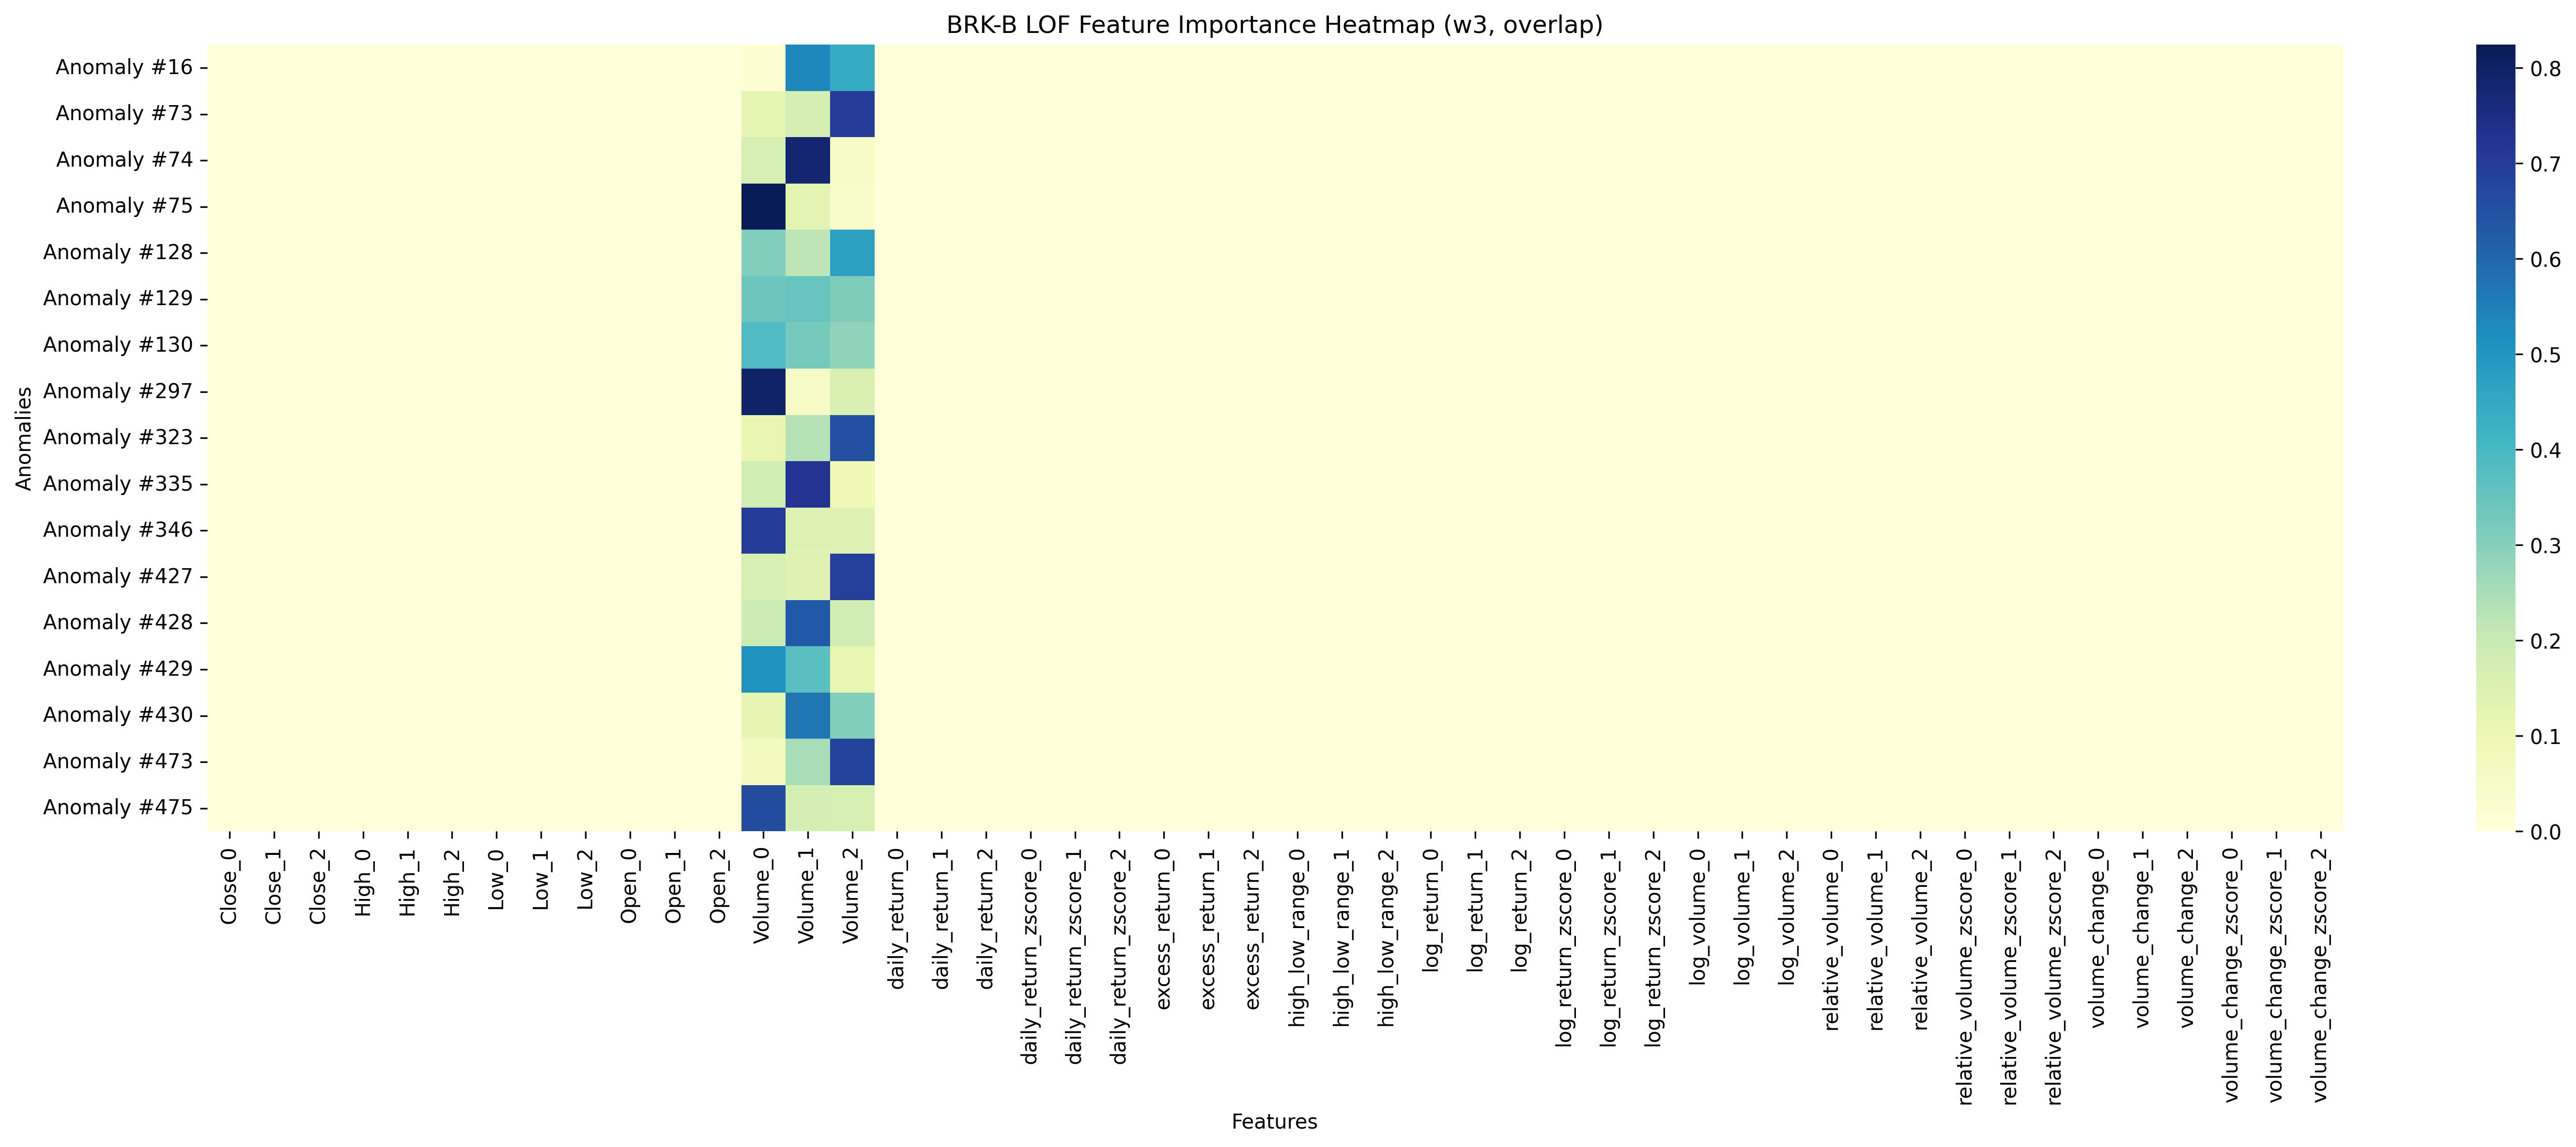 BRK-B LOF Feature Importance Heatmap (w3, overlap)
Anomalies
Anomaly #16
Anomaly #73
Anomaly #74
Anomaly #75
Anomaly #128
Anomaly #129
Anomaly #130
Anomaly #297
Anomaly #323
Anomaly #335
Anomaly #346
Anomaly #427
Anomaly #428
Anomaly #429
Anomaly #430
Anomaly #473
Anomaly #475
Close_0
Close_1
Close_2
High_0
High_1
High_2
Low_0
Low_1
Low_2
Open_0
Open_1
Open_2
Volume_0
Volume_1
Volume_2
daily_return_0
daily_return_1
daily_return_2
daily_return_zscore_0
daily_return_zscore_1
daily_return_zscore_2
excess_return_0
excess_return_1
excess_return_2
high_low_range_0
high_low_range_1
high_low_range_2
log_return_0
log_return_1
log_return_2
log_return_zscore_0
log_return_zscore_1
log_return_zscore_2
log_volume_0
log_volume_1
log_volume_2
relative_volume_0
relative_volume_1
relative_volume_2
relative_volume_zscore_0
relative_volume_zscore_1
relative_volume_zscore_2
volume_change_0
volume_change_1
volume_change_2
volume_change_zscore_0
volume_change_zscore_1
volume_change_zscore_2
Features
0.8
0.7
0.6
0.5
0.4
0.3
0.2
0.1
0.0